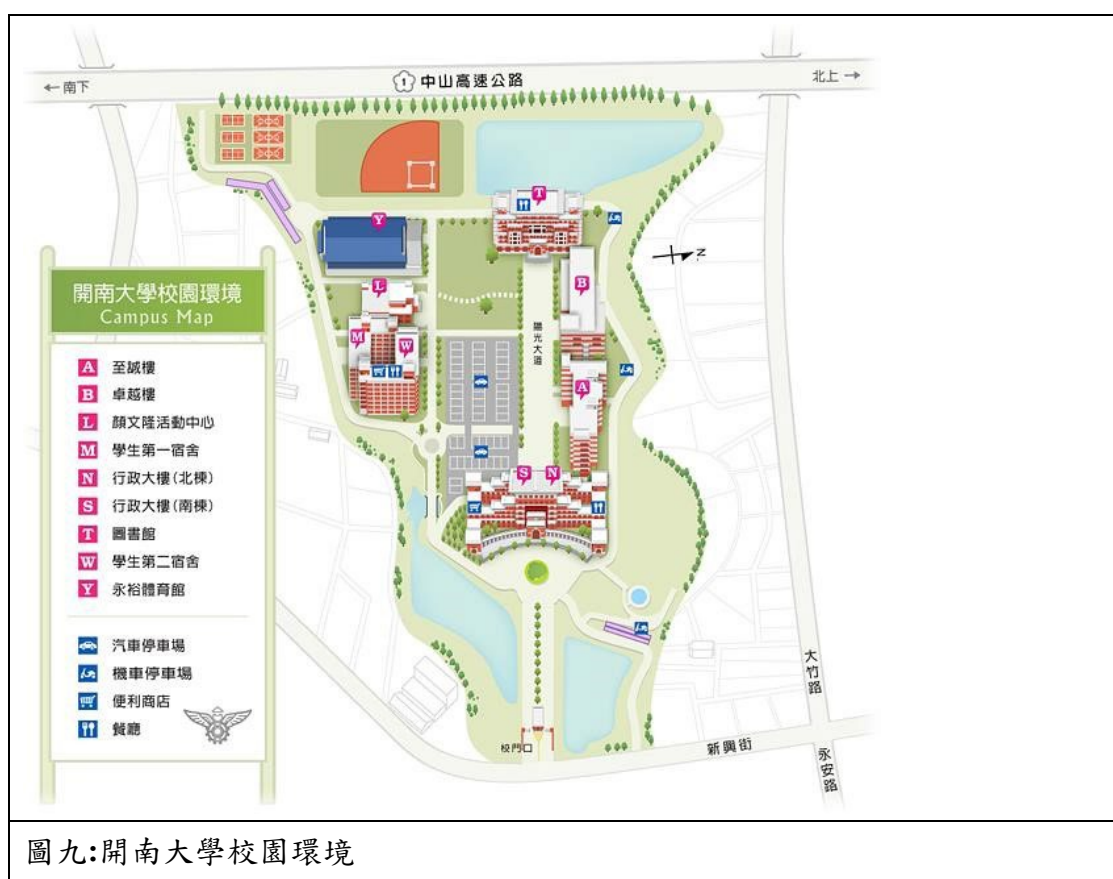 中山高速公路
1
← 南下
北上 →
N
開南大學校園環境
Campus Map
A 至誠樓
B 卓越樓
L 顏文隆活動中心
M 學生第一宿舍
N 行政大樓(北棟)
S 行政大樓(南棟)
T 圖書館
W 學生第二宿舍
Y 永裕體育館
汽車停車場
機車停車場
便利商店
餐廳
T
Y
B
L
M
W
陽光大道
A
S
N
校門口
新興街
大竹路
永安路
圖九:開南大學校園環境